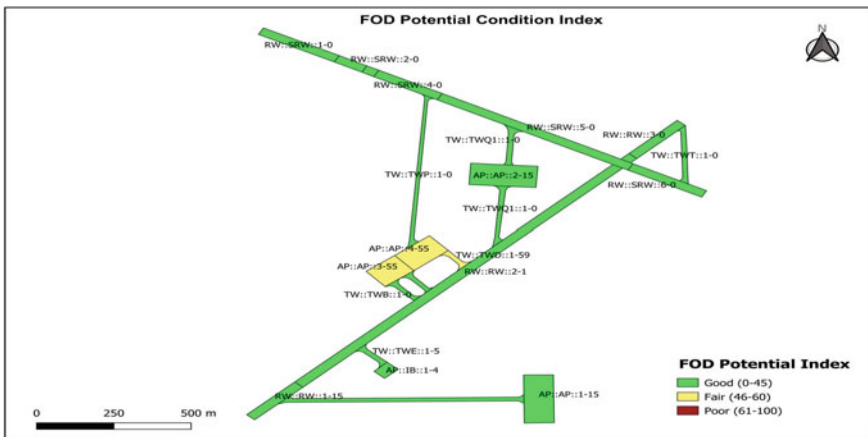 FOD Potential Condition Index
N
RW::SRW::1-0
RW::SRW::2-0
RW::SRW::4-0
RW::SRW::5-0
RW::RW::3-0
TW::TWQ1::1-0
TW::TWT::1-0
TW::TWP::1-0
AP::AP::2-15
RW::SRW::6-0
TW::TWQ1::1-0
AP::AP::4-55
TW::TWD::1-59
AP::AP::3-55
RW::RW::2-1
TW::TWB::1-0
TW::TWE::1-5
AP::IB::1-4
RW::RW::1-15
AP::AP::1-15
FOD Potential Index
Good (0-45)
Fair (46-60)
Poor (61-100)
0 250 500 m